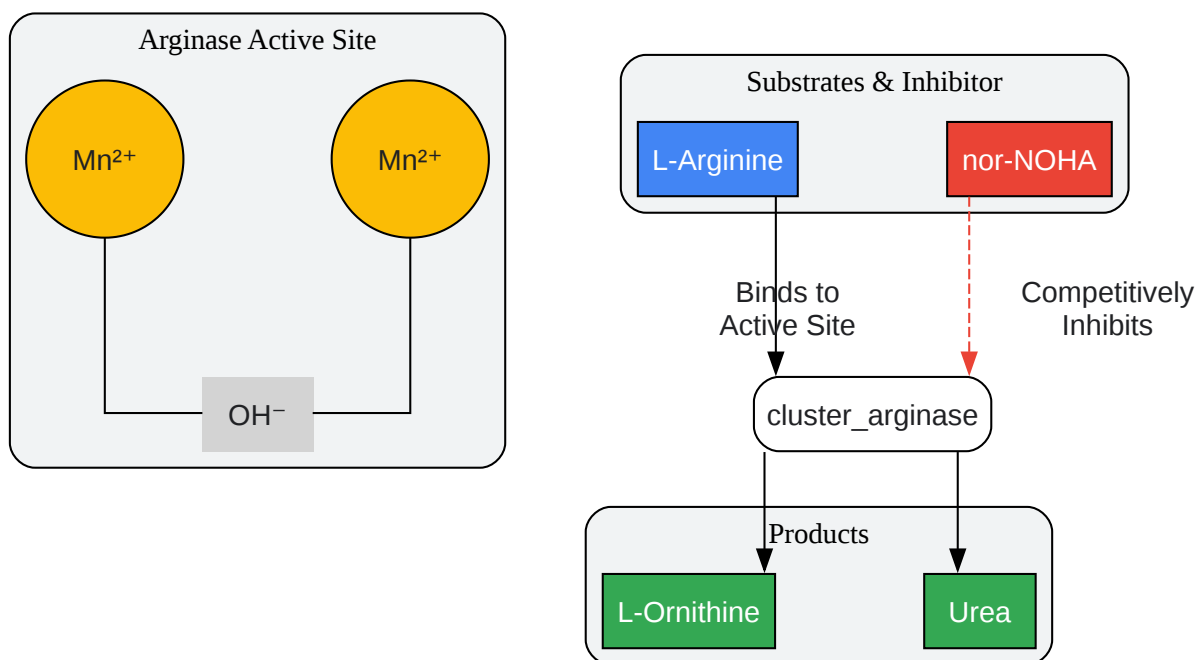 Arginase Active Site
Mn²⁺
Mn²⁺
OH⁻
Substrates & Inhibitor
L-Arginine
nor-NOHA
Binds to
Active Site
Competitively
Inhibits
cluster_arginase
Products
L-Ornithine
Urea